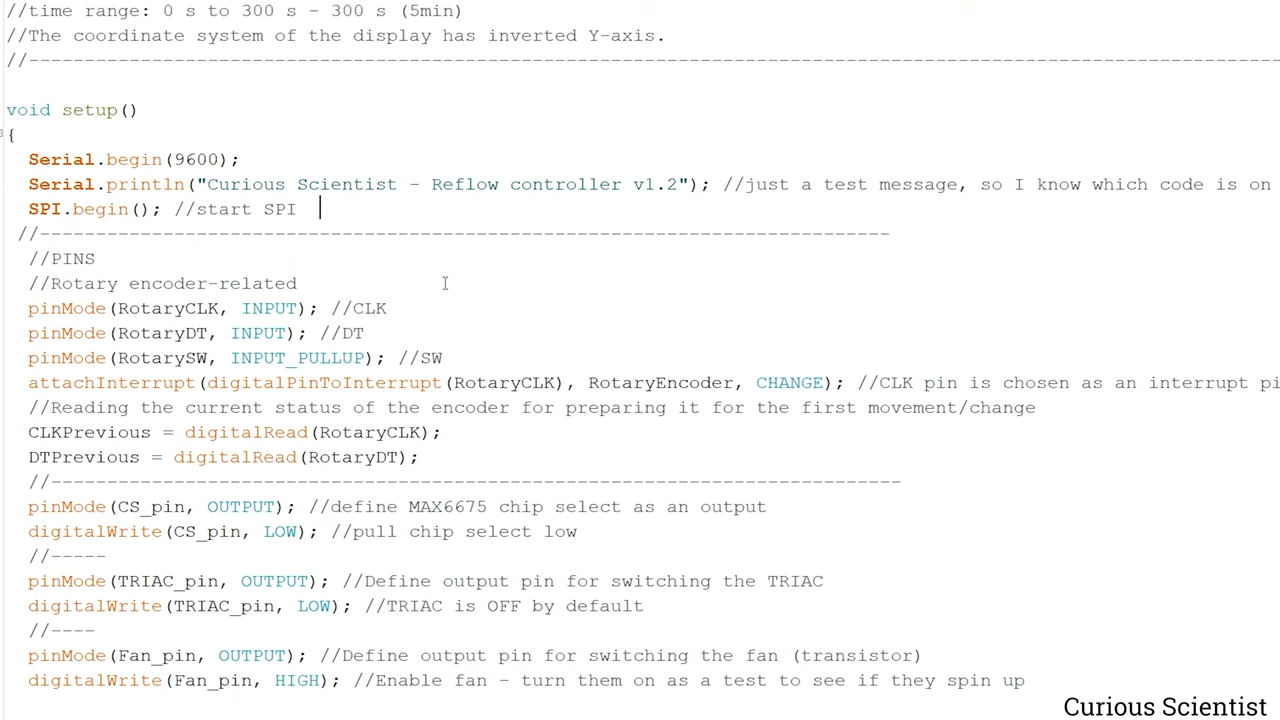 //time range: 0 s to 300 s - 300 s (5min)
//The coordinate system of the display has inverted Y-axis.
//----------------------------------------------------------------------------------------------------------------
void setup()
{
Serial.begin(9600);
Serial.println("Curious Scientist - Reflow controller v1.2"); //just a test message, so I know which code is on
SPI.begin(); //start SPI
//----------------------------------------------------------------------------
//PINS
//Rotary encoder-related
pinMode(RotaryCLK, INPUT); //CLK
pinMode(RotaryDT, INPUT); //DT
pinMode(RotarySW, INPUT_PULLUP); //SW
attachInterrupt(digitalPinToInterrupt(RotaryCLK), RotaryEncoder, CHANGE); //CLK pin is chosen as an interrupt pi
//Reading the current status of the encoder for preparing it for the first movement/change
CLKPrevious = digitalRead(RotaryCLK);
DTPrevious = digitalRead(RotaryDT);
//----------------------------------------------------------------------------
pinMode(CS_pin, OUTPUT); //define MAX6675 chip select as an output
digitalWrite(CS_pin, LOW); //pull chip select low
//-----
pinMode(TRIAC_pin, OUTPUT); //Define output pin for switching the TRIAC
digitalWrite(TRIAC_pin, LOW); //TRIAC is OFF by default
//----
pinMode(Fan_pin, OUTPUT); //Define output pin for switching the fan (transistor)
digitalWrite(Fan_pin, HIGH); //Enable fan - turn them on as a test to see if they spin up
Curious Scientist